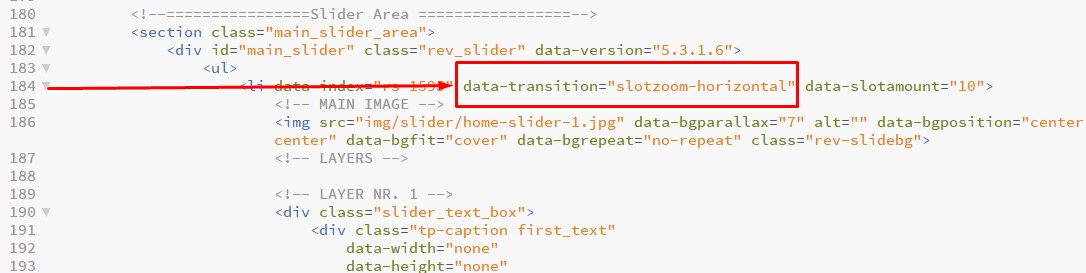 180 <!--================Slider Area =================-->
181 <section class="main_slider_area">
182 <div id="main_slider" class="rev_slider" data-version="5.3.1.6">
183 <ul>
184 <li data-index="rs-159 " data-transition="slotzoom-horizontal" data-slotamount="10">
185 <!-- MAIN IMAGE -->
186 <img src="img/slider/home-slider-1.jpg" data-bgparallax="7" alt="" data-bgposition="center
center" data-bgfit="cover" data-bgrepeat="no-repeat" class="rev-slidebg">
187 <!-- LAYERS -->
188
189 <!-- LAYER NR. 1 -->
190 <div class="slider_text_box">
191 <div class="tp-caption first_text"
192 data-width="none"
193 data-height="none"